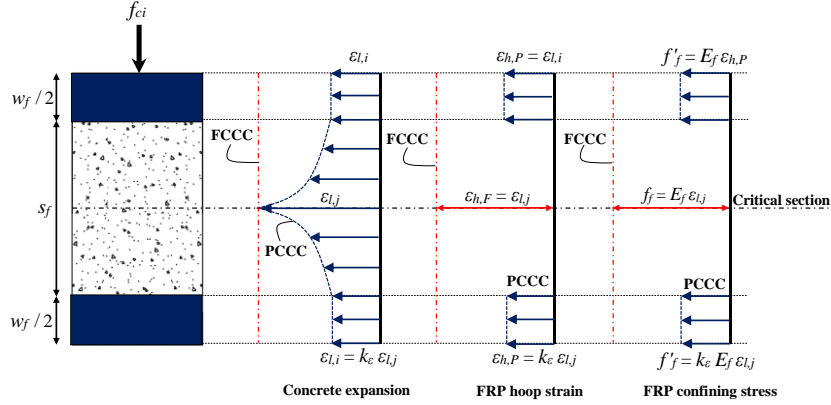 f_ci
ε_l,i
ε_h,P = ε_l,i
f'_f = E_f ε_h,P
w_f / 2
FCCC
FCCC
FCCC
s_f
ε_l,j
ε_h,F = ε_l,j
f_f = E_f ε_l,j
Critical section
PCCC
PCCC
PCCC
w_f / 2
ε_l,i = k_ε ε_l,j
ε_h,P = k_ε ε_l,j
f'_f = k_ε E_f ε_l,j
Concrete expansion
FRP hoop strain
FRP confining stress